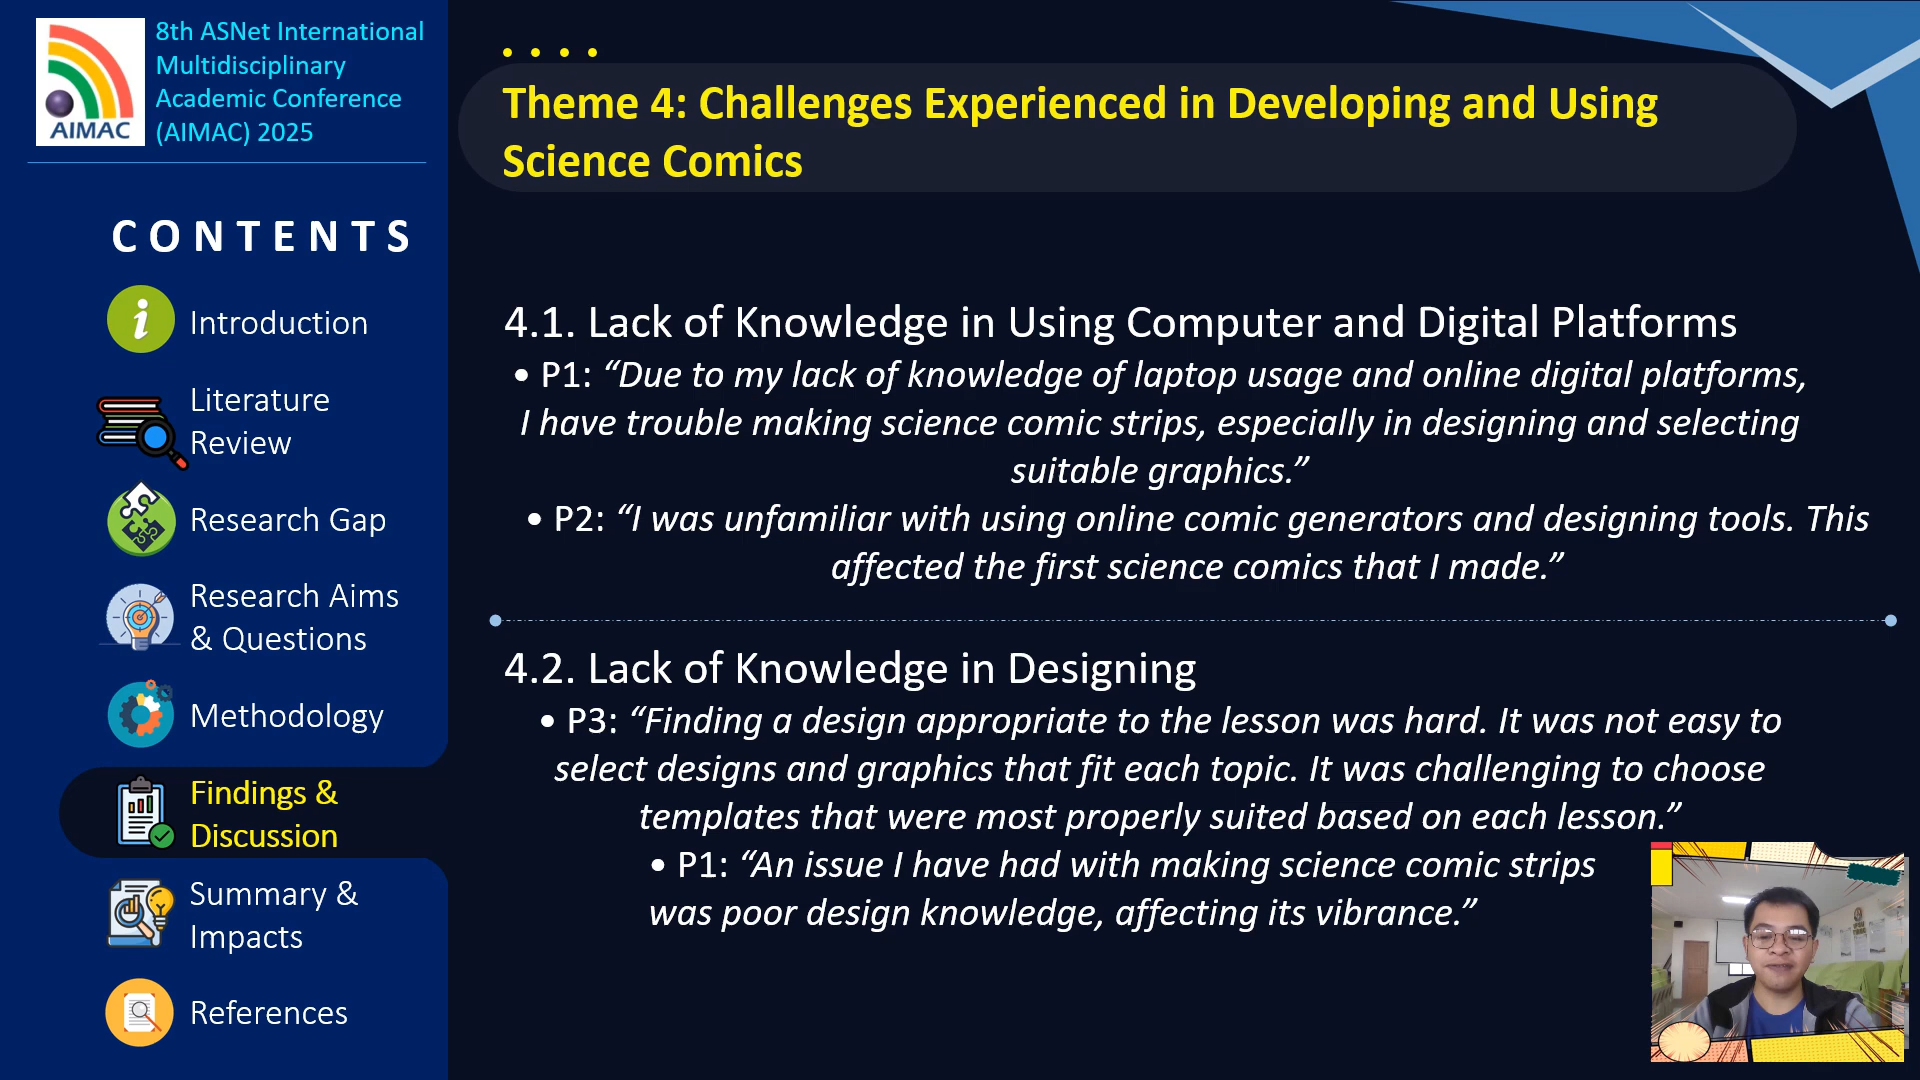 AIMAC
8th ASNet International
Multidisciplinary
Academic Conference
(AIMAC) 2025
CONTENTS
Introduction
Literature
Review
Research Gap
Research Aims
& Questions
Methodology
Findings &
Discussion
Summary &
Impacts
References
Theme 4: Challenges Experienced in Developing and Using
Science Comics
4.1. Lack of Knowledge in Using Computer and Digital Platforms
• P1: “Due to my lack of knowledge of laptop usage and online digital platforms,
I have trouble making science comic strips, especially in designing and selecting
suitable graphics.”
• P2: “I was unfamiliar with using online comic generators and designing tools. This
affected the first science comics that I made.”
4.2. Lack of Knowledge in Designing
• P3: “Finding a design appropriate to the lesson was hard. It was not easy to
select designs and graphics that fit each topic. It was challenging to choose
templates that were most properly suited based on each lesson.”
• P1: “An issue I have had with making science comic strips
was poor design knowledge, affecting its vibrance.”